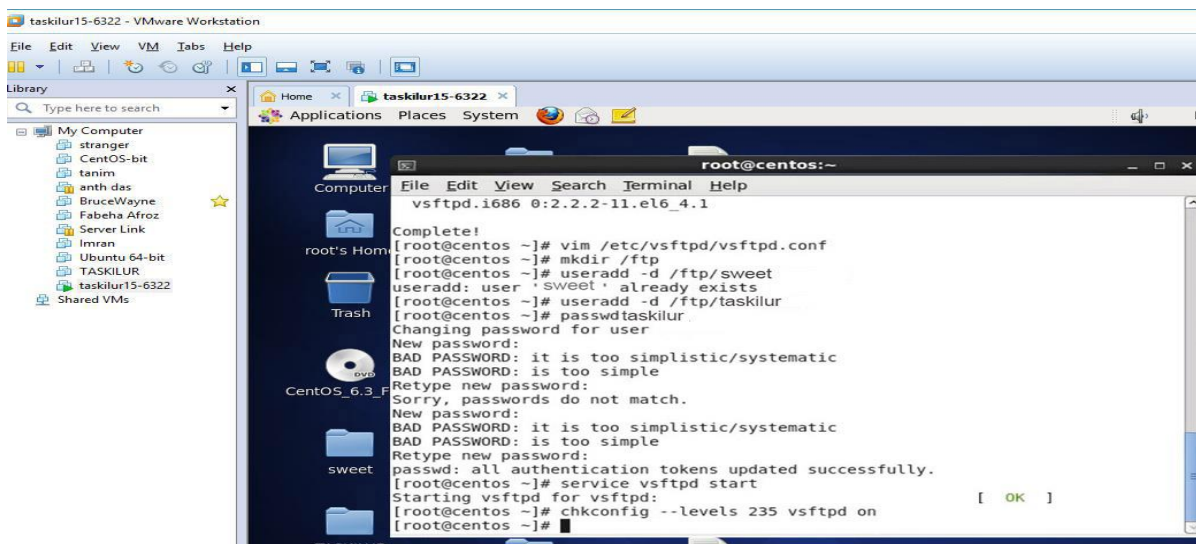 taskilur15-6322 - VMware Workstation
File Edit View VM Tabs Help
Library
Type here to search
My Computer
stranger
CentOS-bit
tanim
anth das
BruceWayne
Fabeha Afroz
Server Link
Imran
Ubuntu 64-bit
TASKILUR
taskilur15-6322
Shared VMs
Home
taskilur15-6322
Applications Places System
Computer
root's Hom
Trash
CentOS_6.3_F
sweet
root@centos:~
File Edit View Search Terminal Help
vsftpd.i686 0:2.2.2-11.el6_4.1
Complete!
[root@centos ~]# vim /etc/vsftpd/vsftpd.conf
[root@centos ~]# mkdir /ftp
[root@centos ~]# useradd -d /ftp/sweet
useradd: user 'sweet' already exists
[root@centos ~]# useradd -d /ftp/taskilur
[root@centos ~]# passwdtaskilur
Changing password for user
New password:
BAD PASSWORD: it is too simplistic/systematic
BAD PASSWORD: is too simple
Retype new password:
Sorry, passwords do not match.
New password:
BAD PASSWORD: it is too simplistic/systematic
BAD PASSWORD: is too simple
Retype new password:
passwd: all authentication tokens updated successfully.
[root@centos ~]# service vsftpd start
Starting vsftpd for vsftpd: [ OK ]
[root@centos ~]# chkconfig --levels 235 vsftpd on
[root@centos ~]#